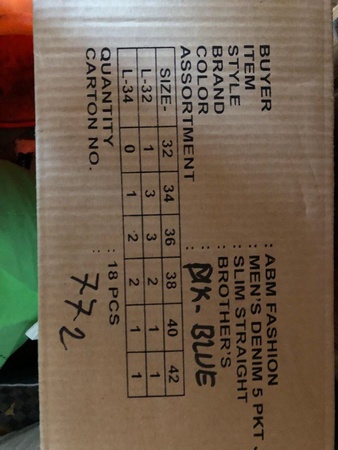 BUYER : ABM FASHION
ITEM : MEN'S DENIM 5 PKT
STYLE : SLIM STRAIGHT
BRAND : BROTHER'S
COLOR : BK-BLUE
ASSORTMENT :
SIZE- 32 34 36 38 40 42
L-32 1 3 3 2 1 1
L-34 0 1 2 2 1 1
QUANTITY : 18 PCS
CARTON NO. : 772